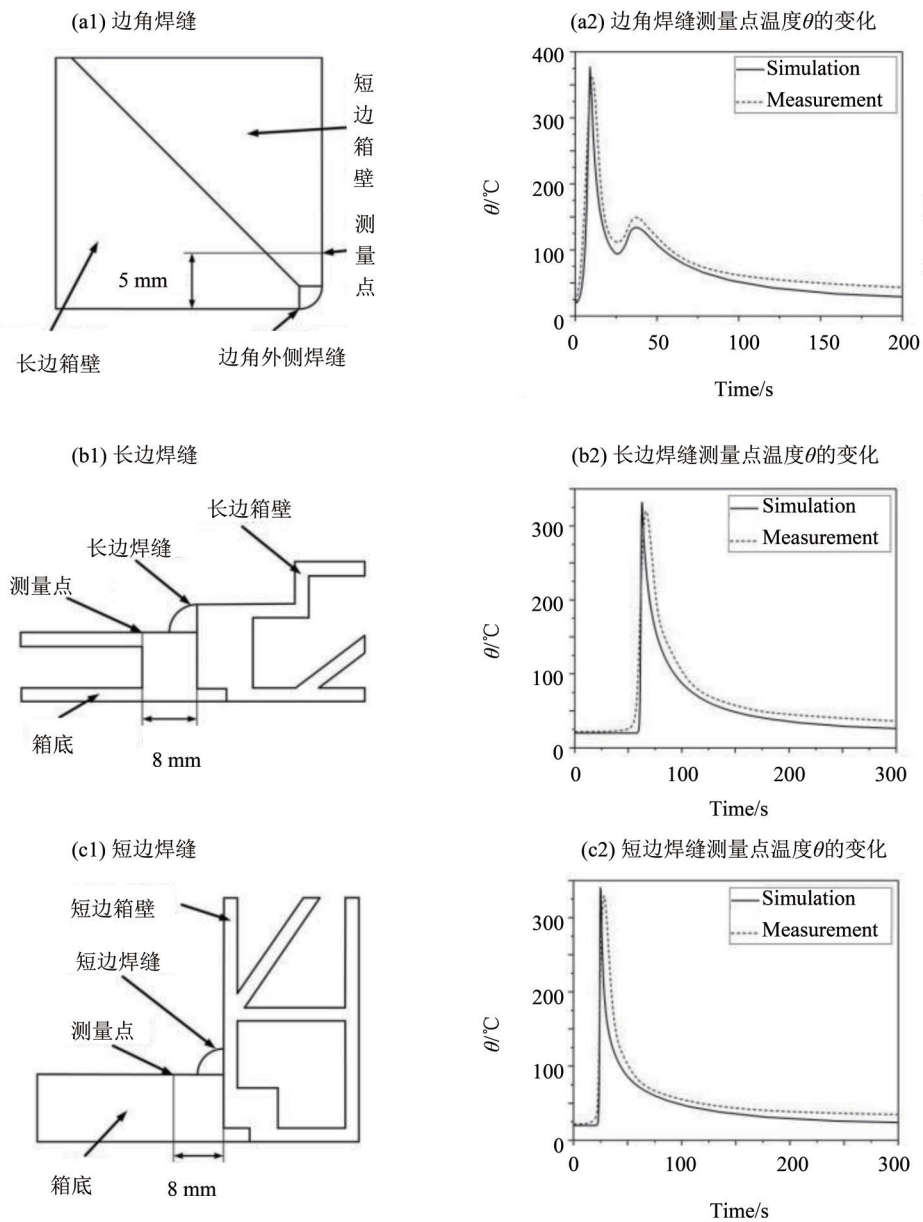 (a1) 边角焊缝
短边箱壁
测量点
5 mm
长边箱壁
边角外侧焊缝
(a2) 边角焊缝测量点温度θ的变化
Simulation
Measurement
θ/℃
400
350
200
100
0
0 50 100 150 200
Time/s
(b1) 长边焊缝
长边箱壁
长边焊缝
测量点
箱底
8 mm
(b2) 长边焊缝测量点温度θ的变化
Simulation
Measurement
θ/℃
300
200
100
0
0 100 200 300
Time/s
(c1) 短边焊缝
短边箱壁
短边焊缝
测量点
箱底
8 mm
(c2) 短边焊缝测量点温度θ的变化
Simulation
Measurement
θ/℃
300
200
100
0
0 100 200 300
Time/s